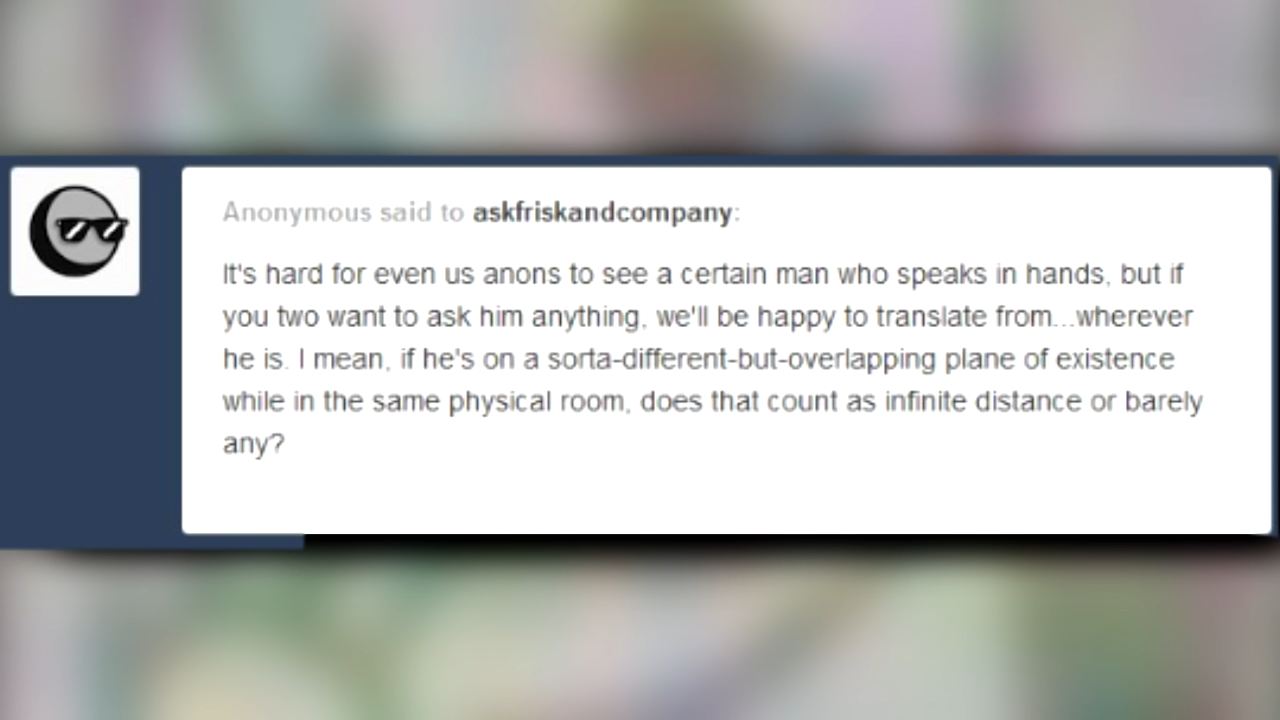 Anonymous said to askfriskandcompany:
It's hard for even us anons to see a certain man who speaks in hands, but if
you two want to ask him anything, we'll be happy to translate from...wherever
he is. I mean, if he's on a sorta-different-but-overlapping plane of existence
while in the same physical room, does that count as infinite distance or barely
any?